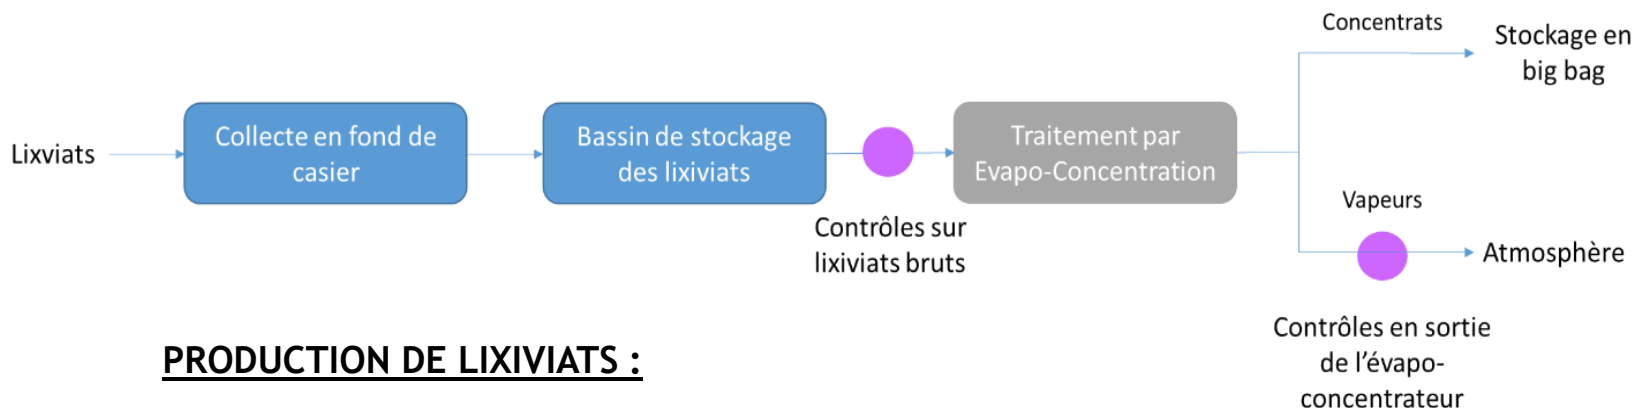 Lixviats
Collecte en fond de
casier
Bassin de stockage
des lixiviats
Contrôles sur
lixiviats bruts
Traitement par
Evapo-Concentration
Concentrats
Stockage en
big bag
Vapeurs
Atmosphère
Contrôles en sortie
de l'évapo-
concentrateur
PRODUCTION DE LIXIVIATS :